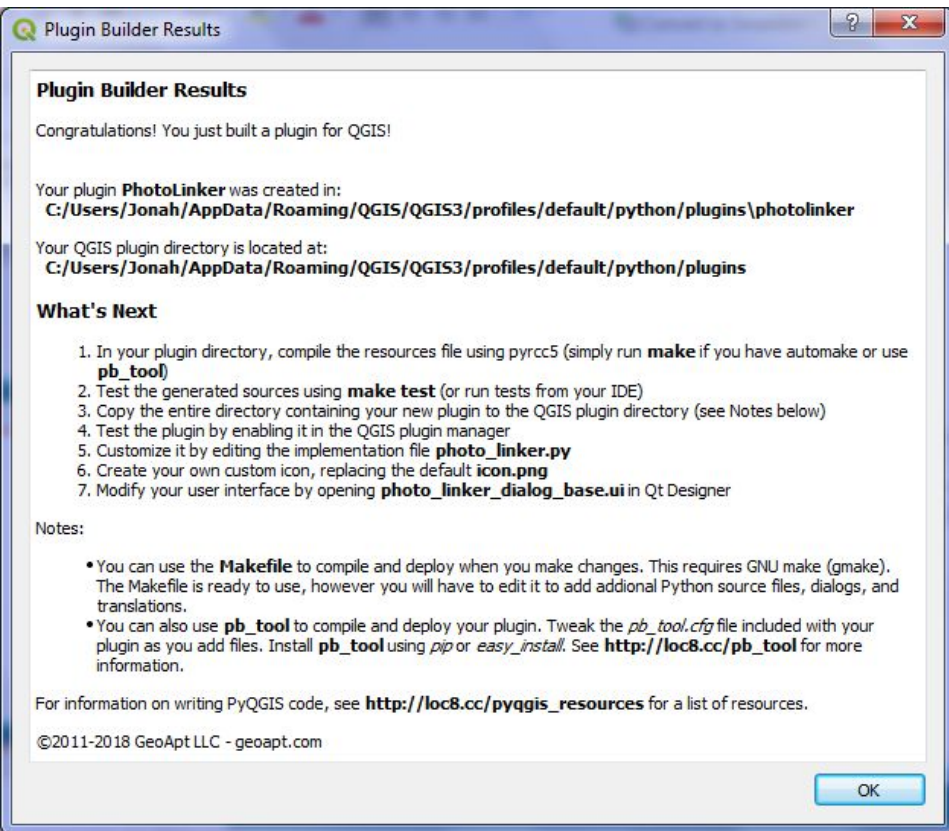 Plugin Builder Results
Plugin Builder Results
Congratulations! You just built a plugin for QGIS!
Your plugin PhotoLinker was created in:
C:/Users/Jonah/AppData/Roaming/QGIS/QGIS3/profiles/default/python/plugins\photolinker
Your QGIS plugin directory is located at:
C:/Users/Jonah/AppData/Roaming/QGIS/QGIS3/profiles/default/python/plugins
What's Next
1. In your plugin directory, compile the resources file using pyrcc5 (simply run make if you have automake or use
pb_tool)
2. Test the generated sources using make test (or run tests from your IDE)
3. Copy the entire directory containing your new plugin to the QGIS plugin directory (see Notes below)
4. Test the plugin by enabling it in the QGIS plugin manager
5. Customize it by editing the implementation file photo_linker.py
6. Create your own custom icon, replacing the default icon.png
7. Modify your user interface by opening photo_linker_dialog_base.ui in Qt Designer
Notes:
• You can use the Makefile to compile and deploy when you make changes. This requires GNU make (gmake).
The Makefile is ready to use, however you will have to edit it to add addional Python source files, dialogs, and
translations.
• You can also use pb_tool to compile and deploy your plugin. Tweak the pb_tool.cfg file included with your
plugin as you add files. Install pb_tool using pip or easy_install. See http://loc8.cc/pb_tool for more
information.
For information on writing PyQGIS code, see http://loc8.cc/pyqgis_resources for a list of resources.
©2011-2018 GeoApt LLC - geoapt.com
OK